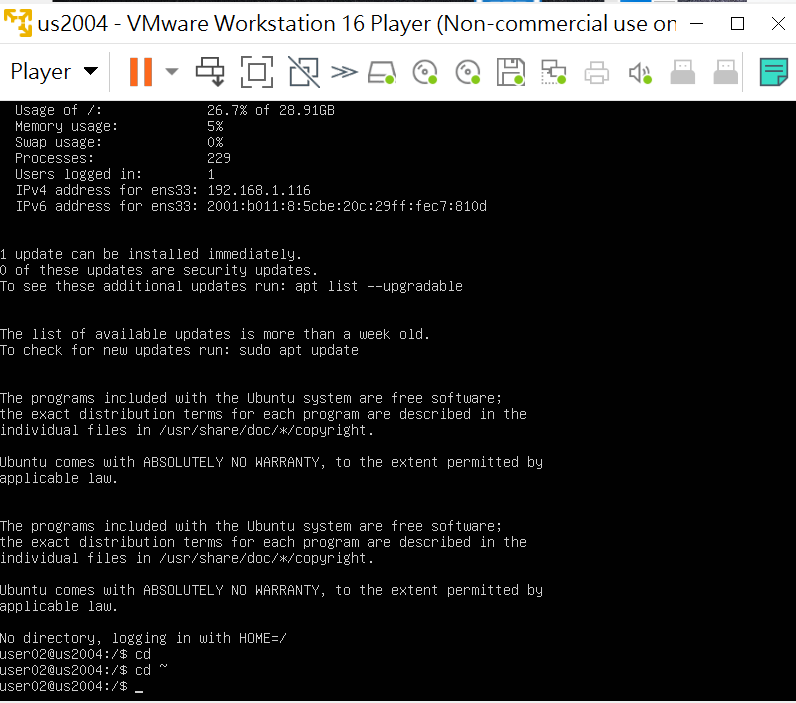 us2004 - VMware Workstation 16 Player (Non-commercial use on
Player
Usage of /: 26.7% of 28.91GB
Memory usage: 5%
Swap usage: 0%
Processes: 229
Users logged in: 1
IPv4 address for ens33: 192.168.1.116
IPv6 address for ens33: 2001:b011:8:5cbe:20c:29ff:fec7:810d
1 update can be installed immediately.
0 of these updates are security updates.
To see these additional updates run: apt list --upgradable
The list of available updates is more than a week old.
To check for new updates run: sudo apt update
The programs included with the Ubuntu system are free software;
the exact distribution terms for each program are described in the
individual files in /usr/share/doc/*/copyright.
Ubuntu comes with ABSOLUTELY NO WARRANTY, to the extent permitted by
applicable law.
The programs included with the Ubuntu system are free software;
the exact distribution terms for each program are described in the
individual files in /usr/share/doc/*/copyright.
Ubuntu comes with ABSOLUTELY NO WARRANTY, to the extent permitted by
applicable law.
No directory, logging in with HOME=/
user02@us2004:/$ cd
user02@us2004:/$ cd ~
user02@us2004:/$ _